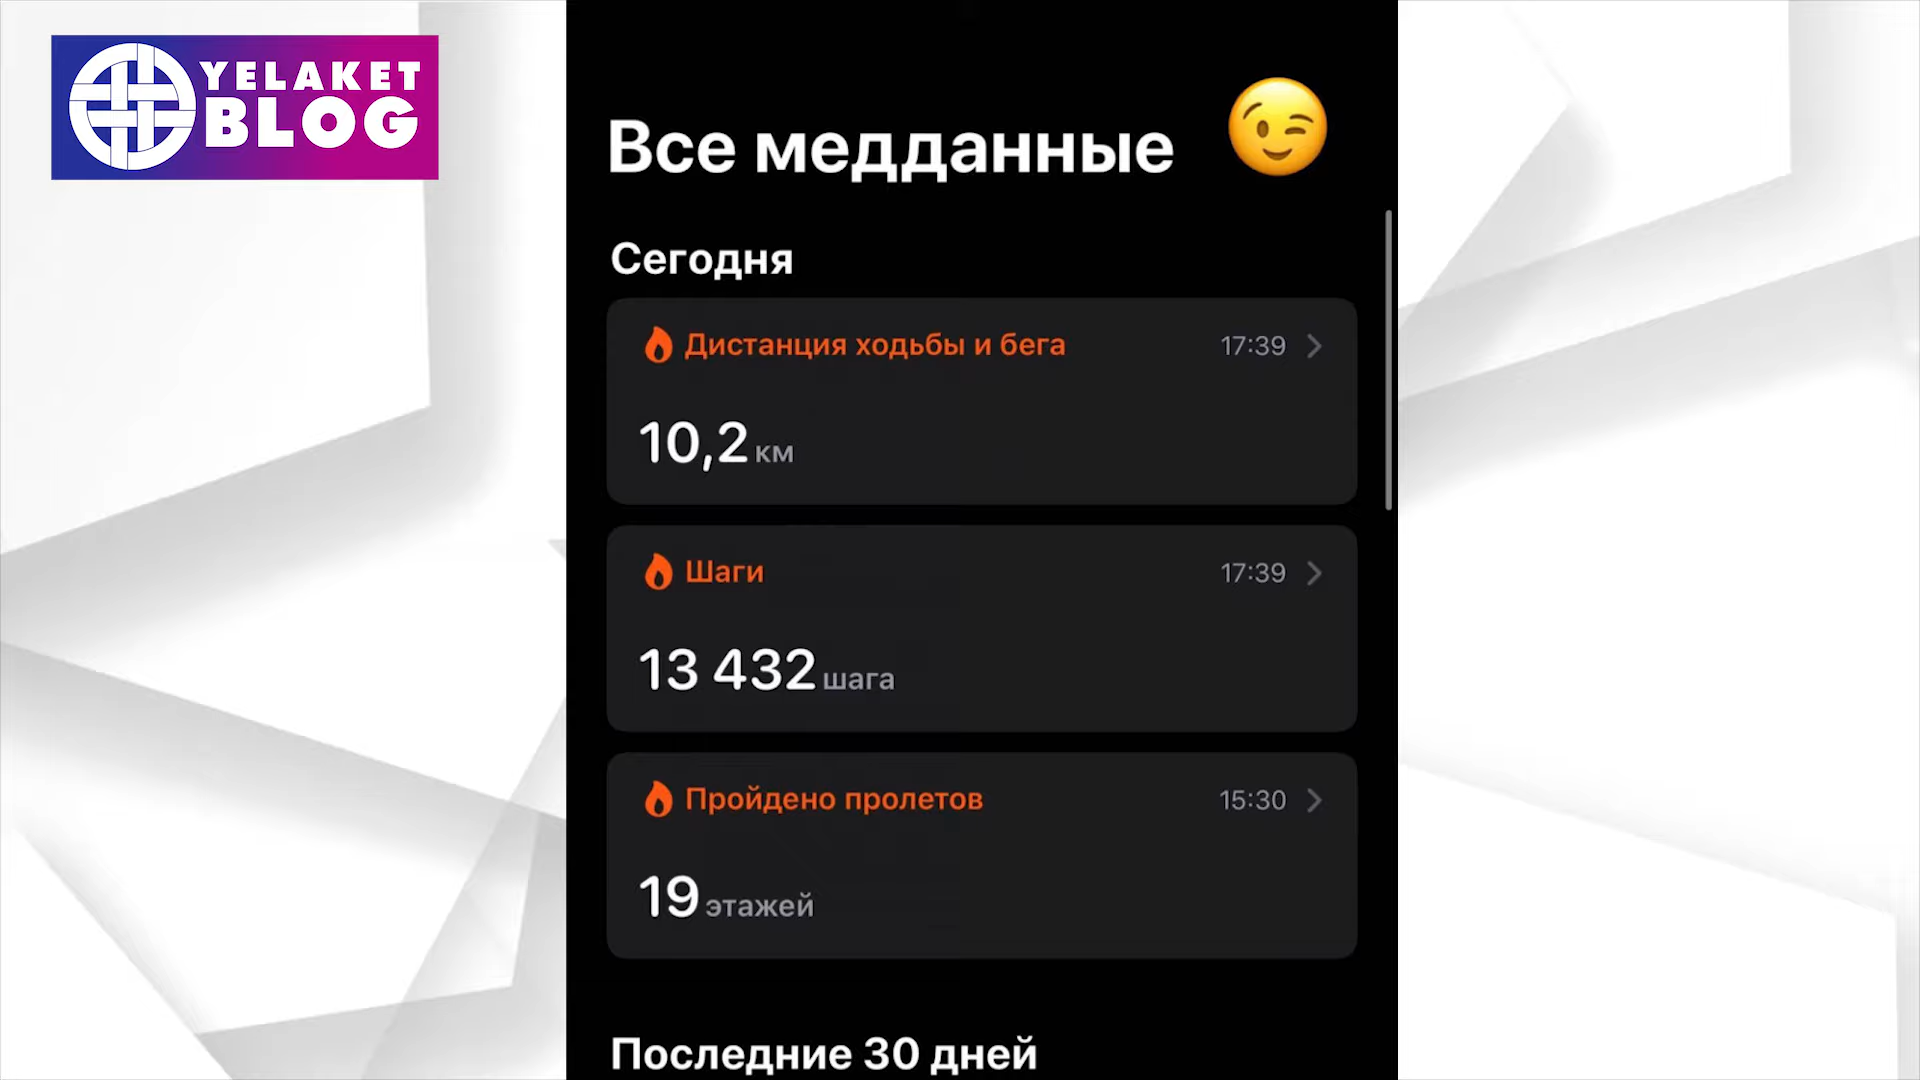 YELAKET
BLOG
Все медданные
Сегодня
Дистанция ходьбы и бега
17:39
10,2 км
Шаги
17:39
13 432 шага
Пройдено пролетов
15:30
19 этажей
Последние 30 дней